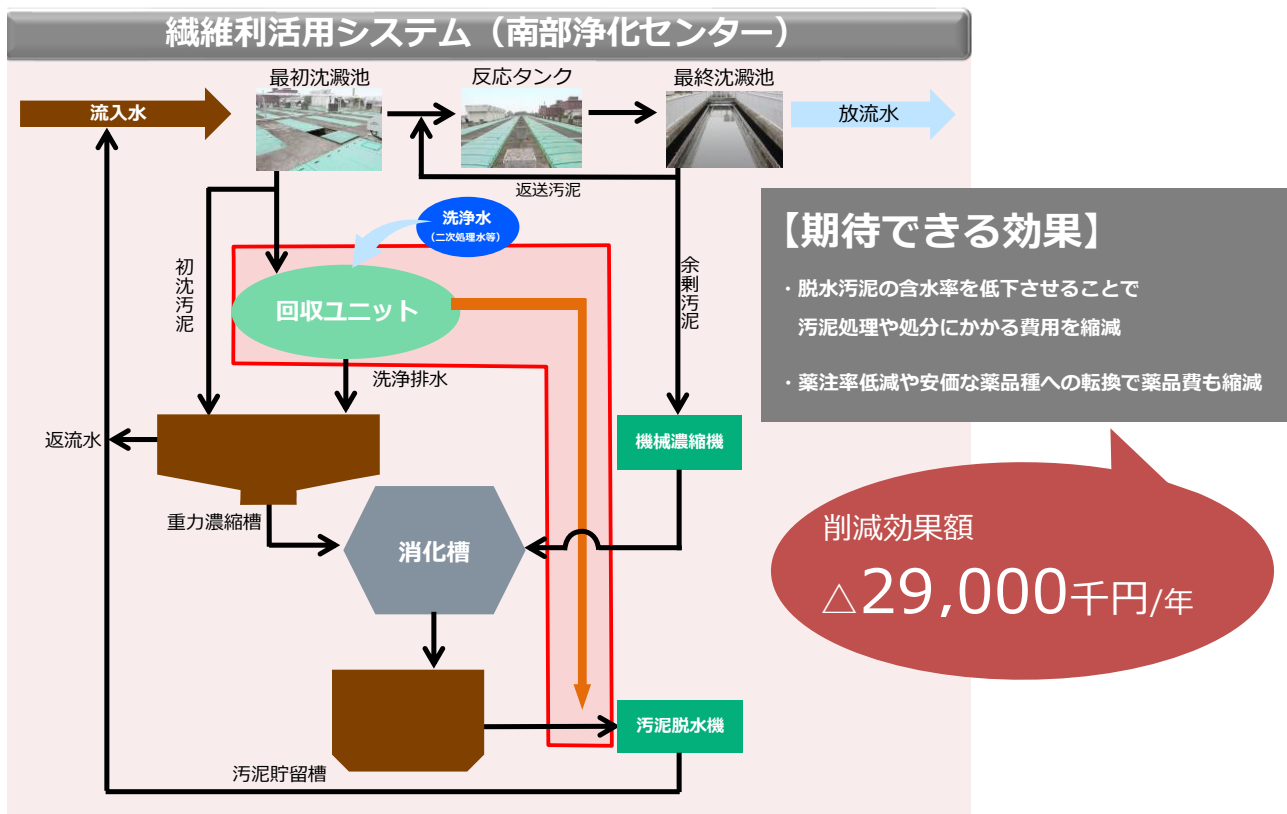 繊維利活用システム（南部浄化センター）
最初沈澱池
反応タンク
最終沈澱池
流入水
放流水
返送汚泥
洗浄水
（二次処理水等）
初沈汚泥
余剰汚泥
回収ユニット
洗浄排水
【期待できる効果】
・脱水汚泥の含水率を低下させることで
汚泥処理や処分にかかる費用を縮減
・薬注率低減や安価な薬品種への転換で薬品費も縮減
返流水
機械濃縮機
重力濃縮槽
消化槽
削減効果額
△29,000千円/年
汚泥脱水機
汚泥貯留槽